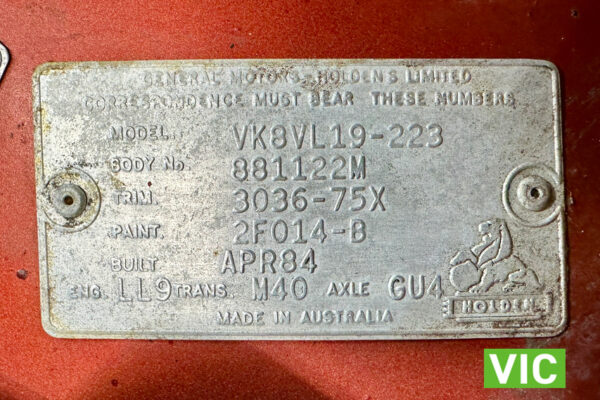 GENERAL MOTORS-HOLDEN'S LIMITED
CORRESPONDENCE MUST BEAR THESE NUMBERS
MODEL. VK8VL19-223
BODY No. 881122M
TRIM. 3036-75X
PAINT. 2F014-B
BUILT APR84
ENG. LL9 TRANS. M40 AXLE GU4
HOLDEN
MADE IN AUSTRALIA
VIC